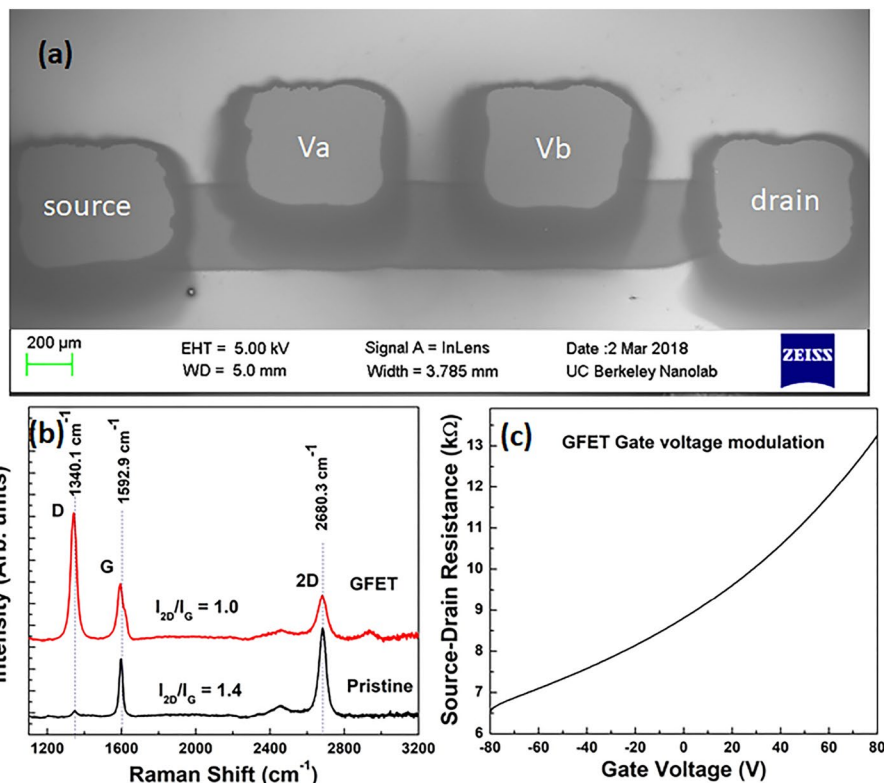 (a)
source
Va
Vb
drain
200 µm
EHT = 5.00 kV
WD = 5.0 mm
Signal A = InLens
Width = 3.785 mm
Date :2 Mar 2018
UC Berkeley Nanolab
ZEISS
(b)
1340.1 cm-1
1592.9 cm-1
2680.3 cm-1
D
G
2D
GFET
I2D/IG = 1.0
I2D/IG = 1.4
Pristine
Intensity (Arb. units)
1200 1600 2000 2400 2800 3200
Raman Shift (cm-1)
(c)
GFET Gate voltage modulation
Source-Drain Resistance (kΩ)
13
12
11
10
9
8
7
6
-80 -60 -40 -20 0 20 40 60 80
Gate Voltage (V)